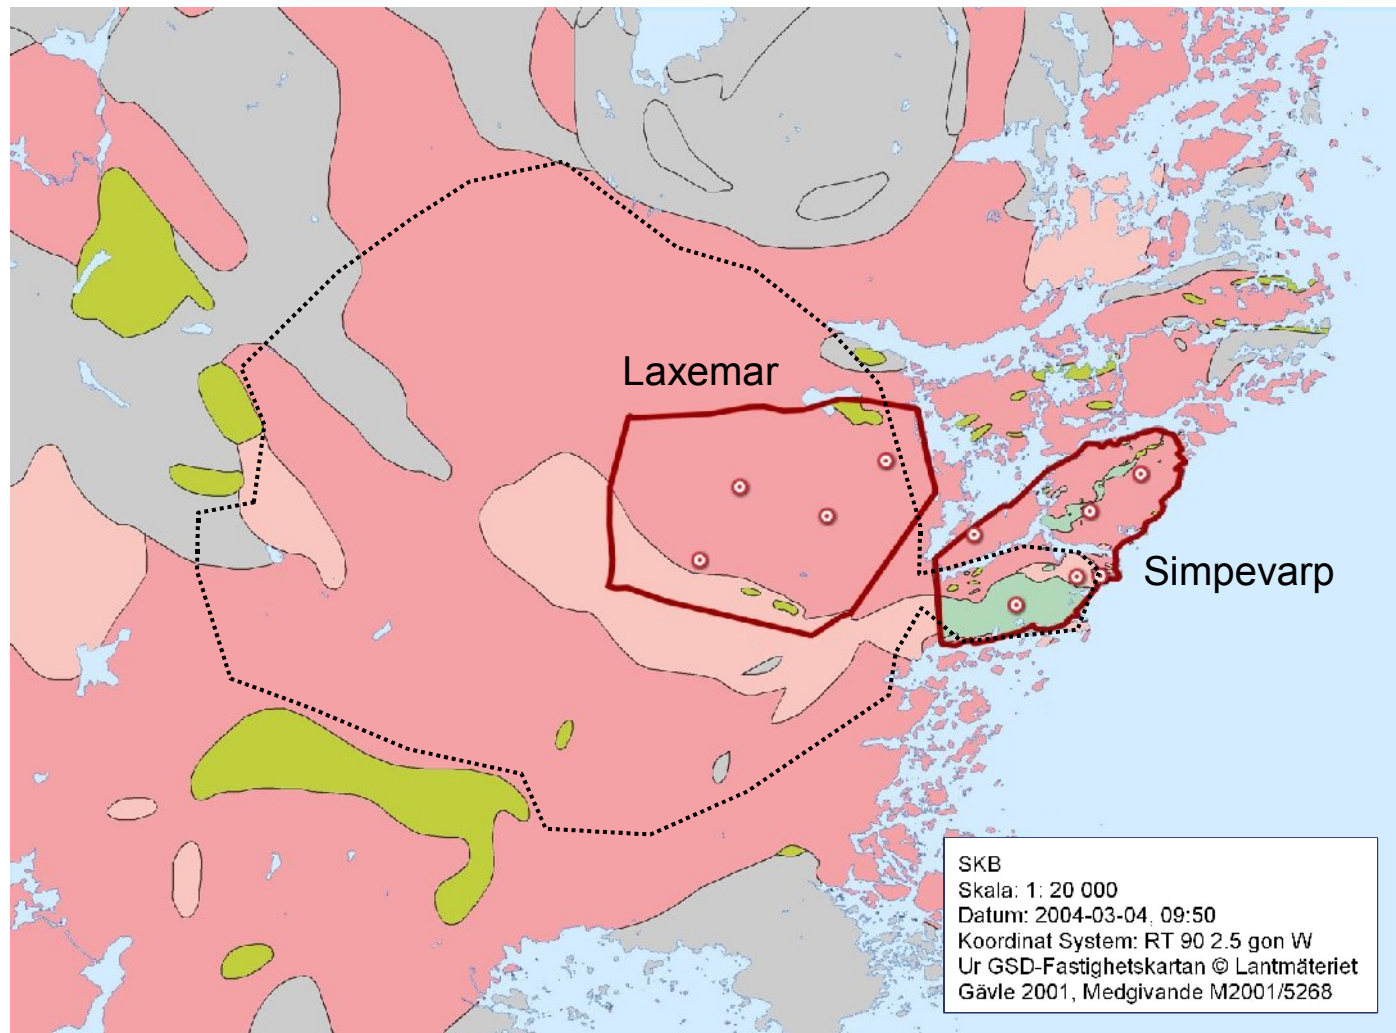 Laxemar
Simpevarp
SKB
Skala: 1: 20 000
Datum: 2004-03-04, 09:50
Koordinat System: RT 90 2.5 gon W
Ur GSD-Fastighetskartan © Lantmäteriet
Gävle 2001, Medgivande M2001/5268